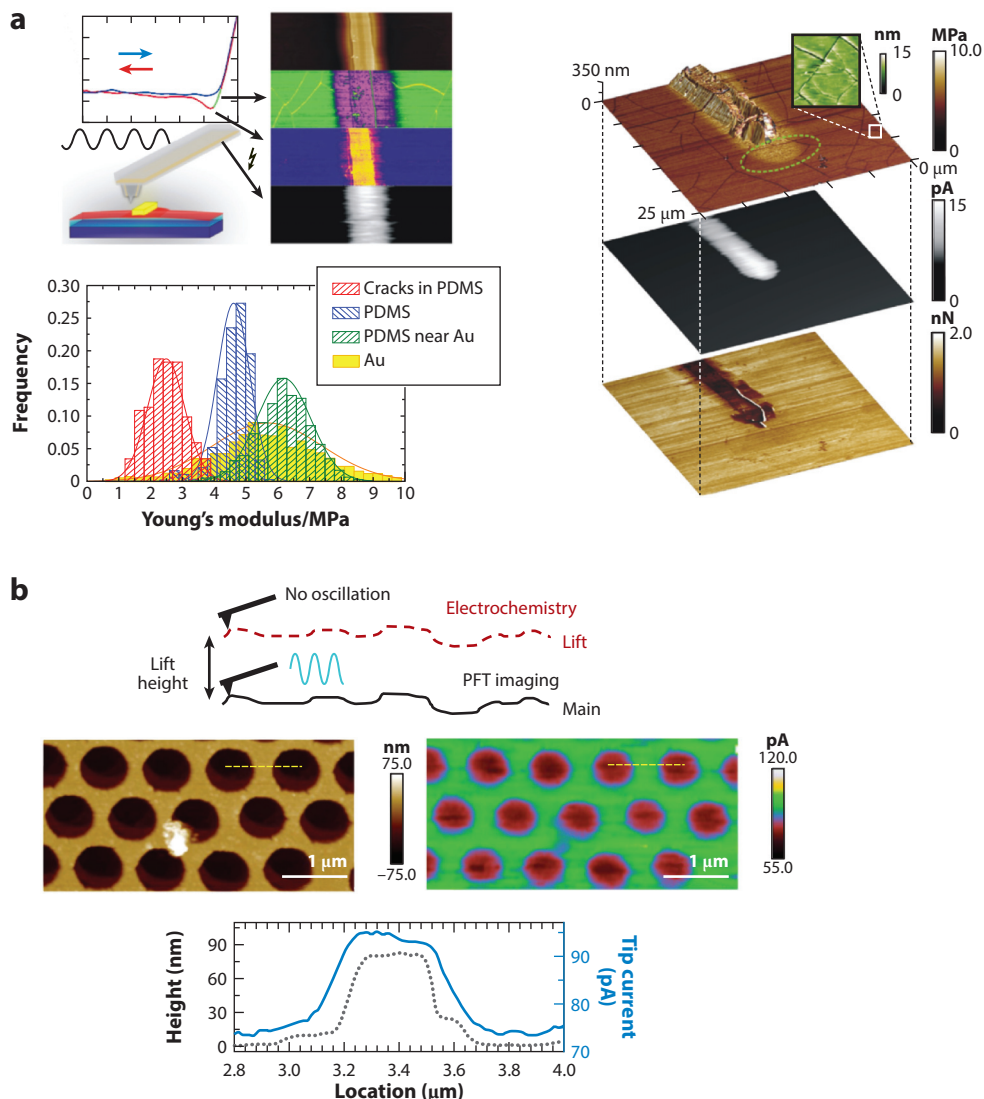 a
nm
15
0
MPa
10.0
0
350 nm
0
0 μm
25 μm
pA
15
0
nN
2.0
0
0.30
0.25
0.20
0.15
0.10
0.05
0
Frequency
Cracks in PDMS
PDMS
PDMS near Au
Au
0 1 2 3 4 5 6 7 8 9 10
Young's modulus/MPa
b
No oscillation
Electrochemistry
Lift
Lift
height
PFT imaging
Main
nm
75.0
−75.0
1 μm
pA
120.0
55.0
1 μm
90
60
30
0
Height (nm)
90
80
70
Tip current
(pA)
2.8 3.0 3.2 3.4 3.6 3.8 4.0
Location (μm)